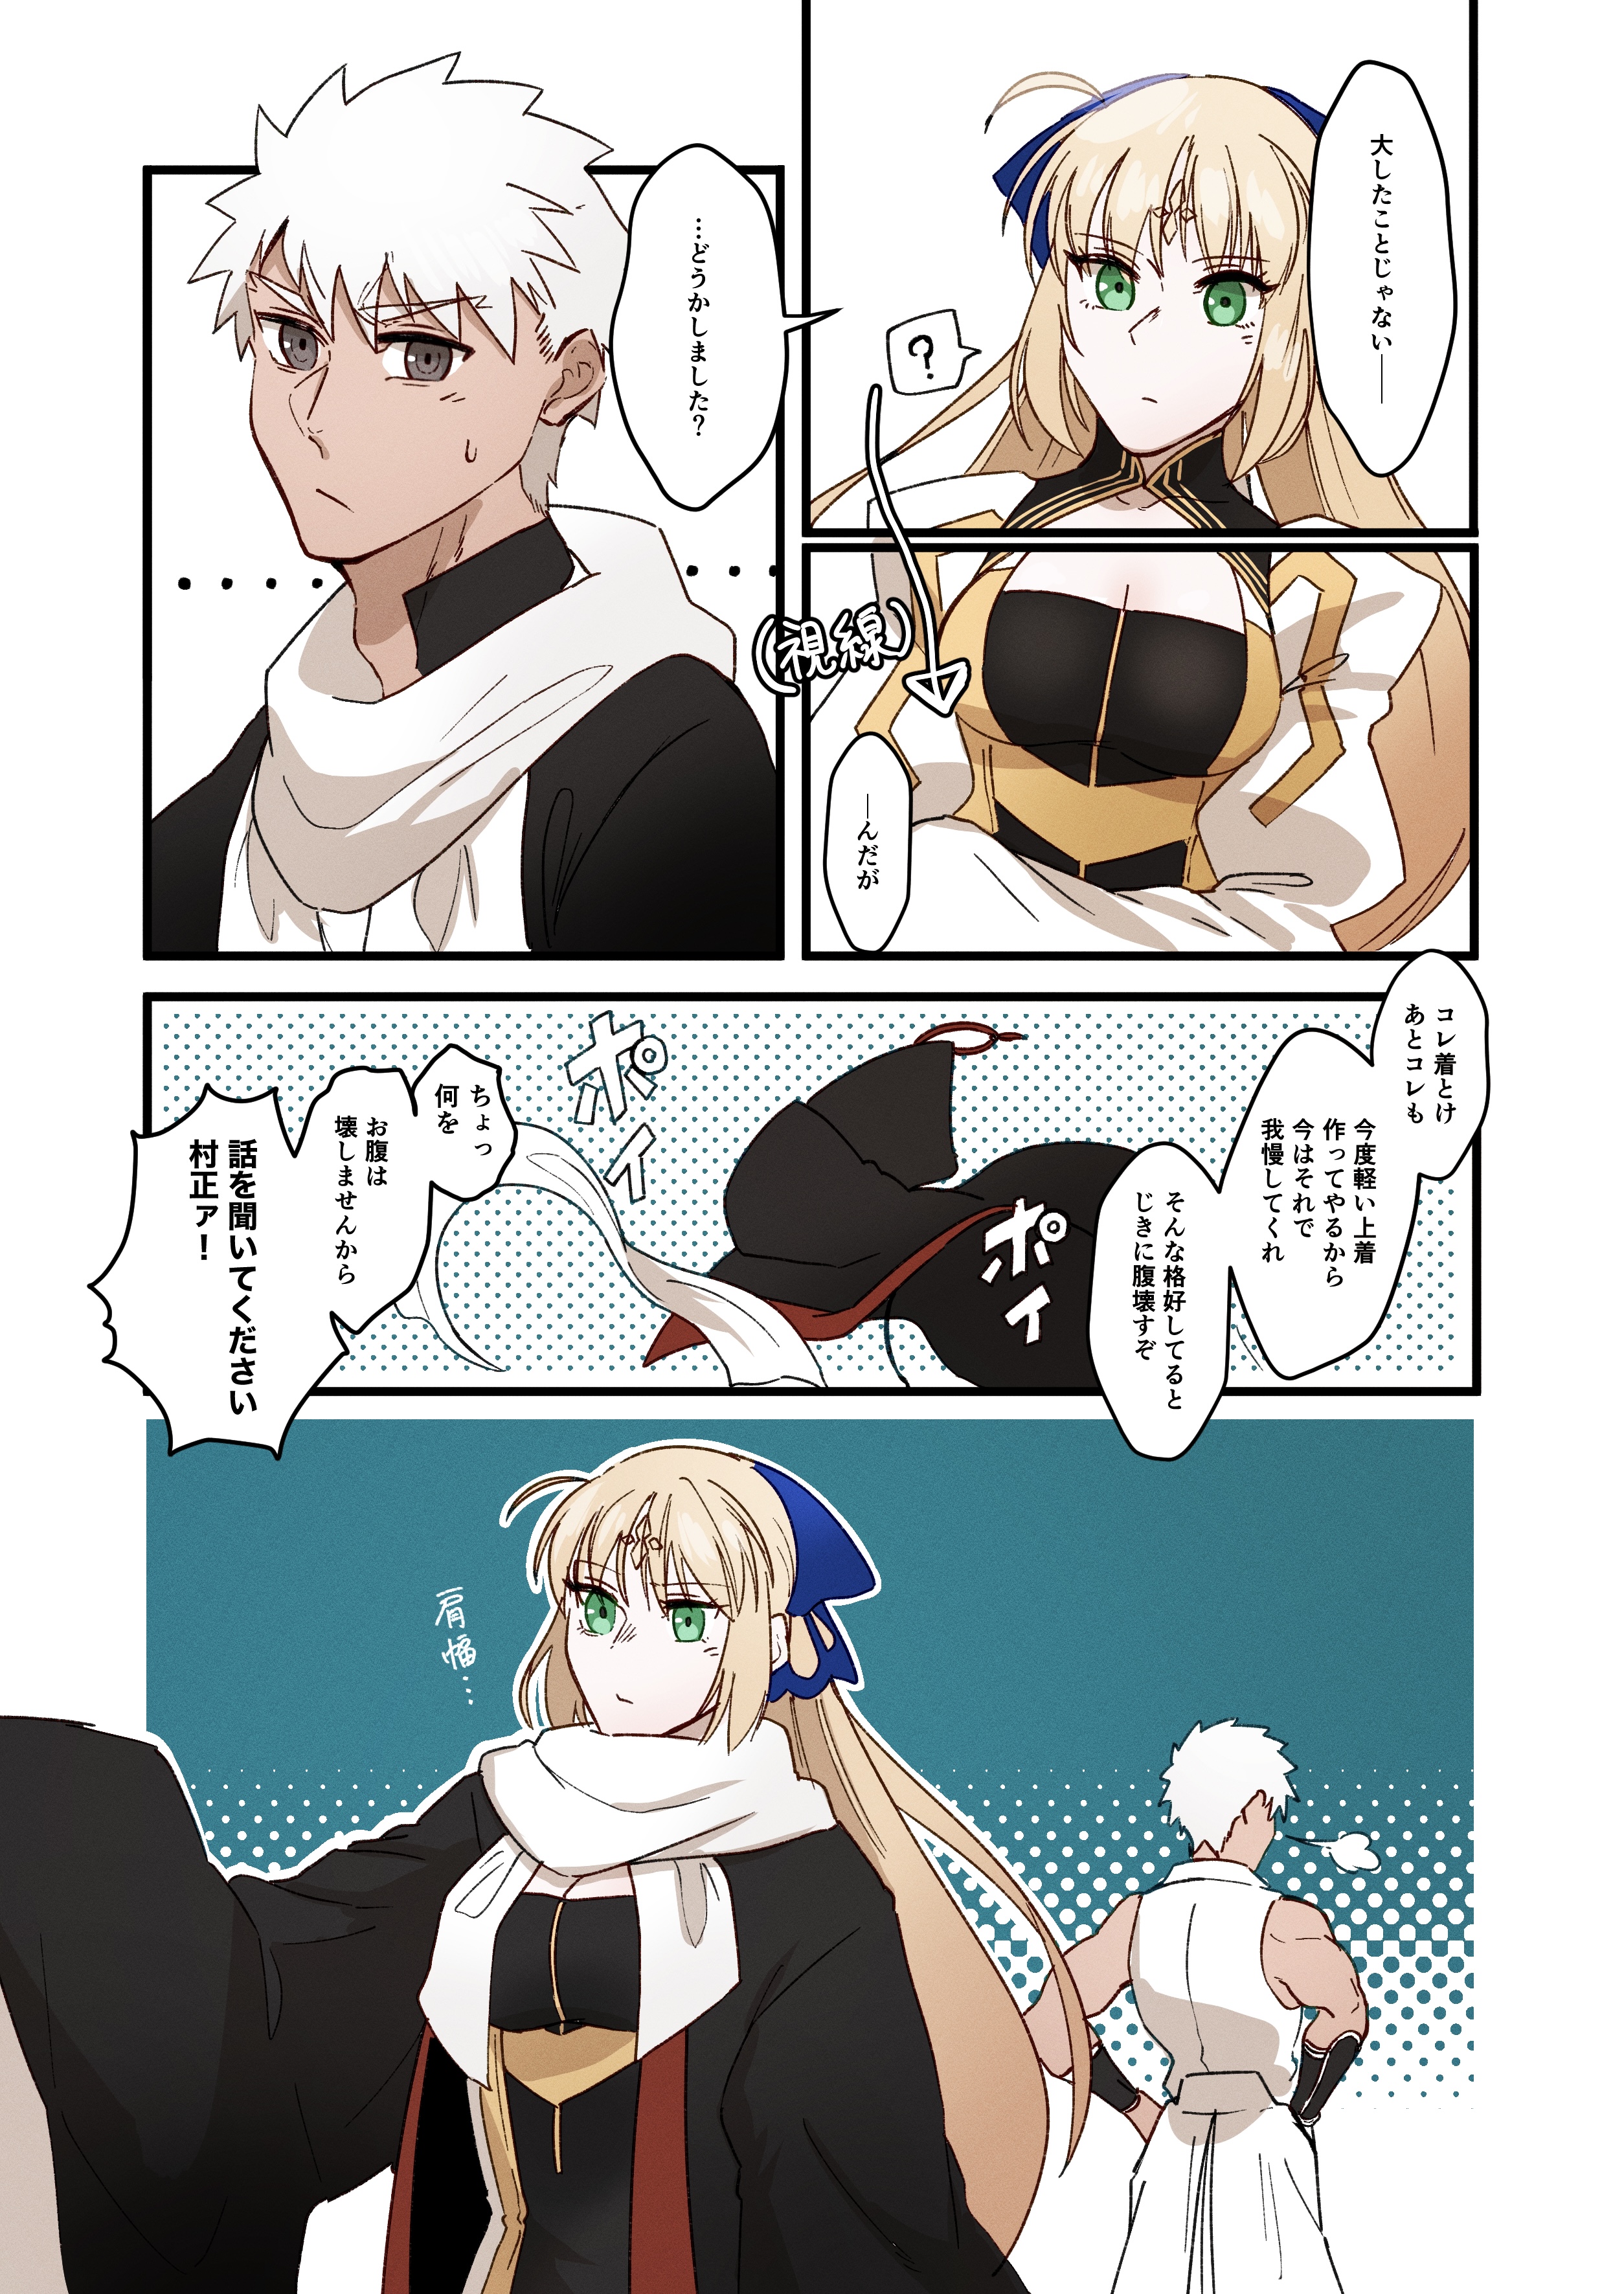 大したことじゃない――
?
(視線)
―んだが
…どうかしました?
コレ着とけ
あとコレも
今度軽い上着
作ってやるから
今はそれで
我慢してくれ
そんな格好してると
じきに腹壊すぞ
ポイ
ポイ
ちょっ
何を
お腹は
壊しませんから
話を聞いてください
村正ァ!
肩幅…